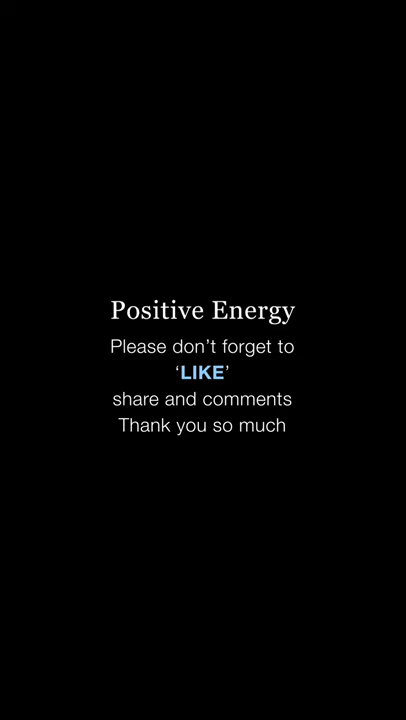 Positive Energy
Please don’t forget to
‘LIKE’
share and comments
Thank you so much